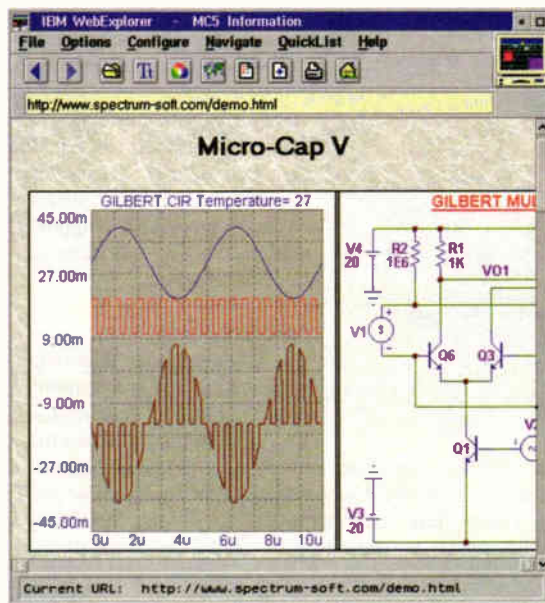 IBM WebExplorer - MC5 Information
File Options Configure Navigate QuickList Help
Tt
http://www.spectrum-soft.com/demo.html
Micro-Cap V
GILBERT.CIR Temperature= 27
45.00m
27.00m
9.00m
-9.00m
-27.00m
-45.00m
0u 2u 4u 6u 8u 10u
GILBERT MUL
V4
20
R2
1E6
R1
1K
VO1
V1
Q6
Q3
Q1
V3
-20
Current URL: http://www.spectrum-soft.com/demo.html